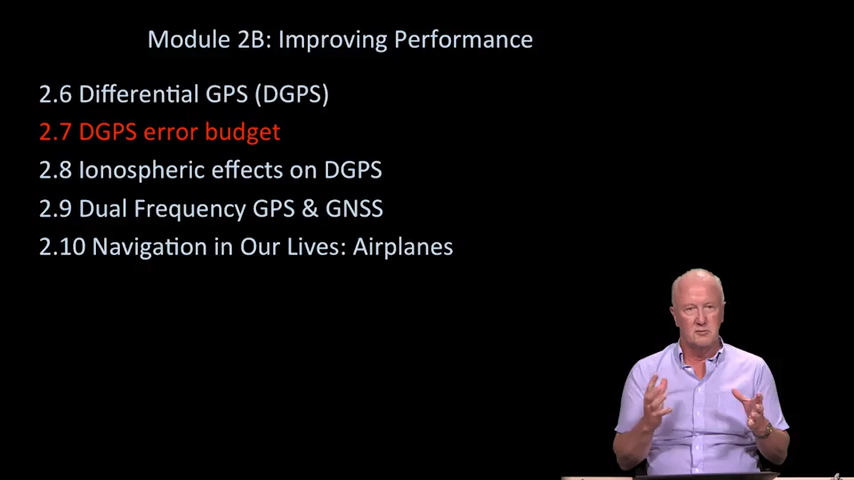 Module 2B: Improving Performance
2.6 Differential GPS (DGPS)
2.7 DGPS error budget
2.8 Ionospheric effects on DGPS
2.9 Dual Frequency GPS & GNSS
2.10 Navigation in Our Lives: Airplanes